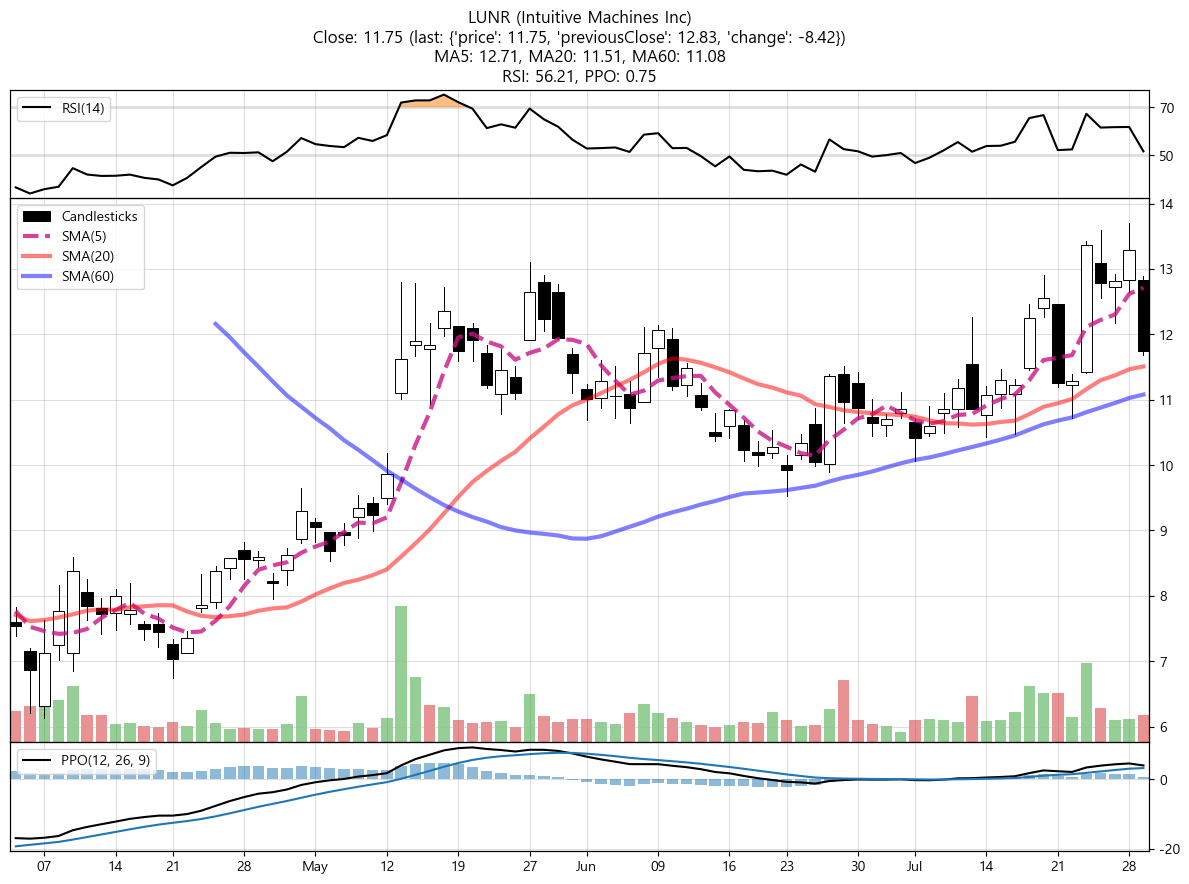 LUNR (Intuitive Machines Inc)
Close: 11.75 (last: {'price': 11.75, 'previousClose': 12.83, 'change': -8.42})
MA5: 12.71, MA20: 11.51, MA60: 11.08
RSI: 56.21, PPO: 0.75
RSI(14)
70
50
Candlesticks
SMA(5)
SMA(20)
SMA(60)
14
13
12
11
10
9
8
7
6
PPO(12, 26, 9)
0
-20
07 14 21 28 May 12 19 27 Jun 09 16 23 30 Jul 14 21 28